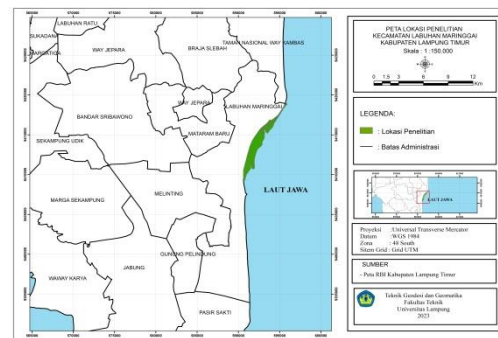 LABUHAN RATU
SUKADANA
MARGATIGA
WAY JEPARA
BRAJA SLEBAH
TAMAN NASIONAL WAY KAMBAS
WAY JEPARA
LABUHAN MARINGGAI
BANDAR SRIBAWONO
MATARAM BARU
SEKAMPUNG UDIK
LAUT JAWA
MELINTING
MARGA SEKAMPUNG
GUNUNG PELINDUNG
JABUNG
WAWAY KARYA
PASIR SAKTI
PETA LOKASI PENELITIAN
KECAMATAN LABUHAN MARINGGAI
KABUPATEN LAMPUNG TIMUR
Skala : 1 :150.000
0 1,5 3 6 9 12
Km
LEGENDA:
: Lokasi Penelitian
: Batas Administrasi
LAUT JAWA
Proyeksi :Universal Transverse Mercator
Datum :WGS 1984
Zona : 48 South
Sitem Grid : Grid UTM
SUMBER
- Peta RBI Kabupaten Lampung Timur
Teknik Geodesi dan Geomatika
Fakultas Teknik
Universitas Lampung
2023